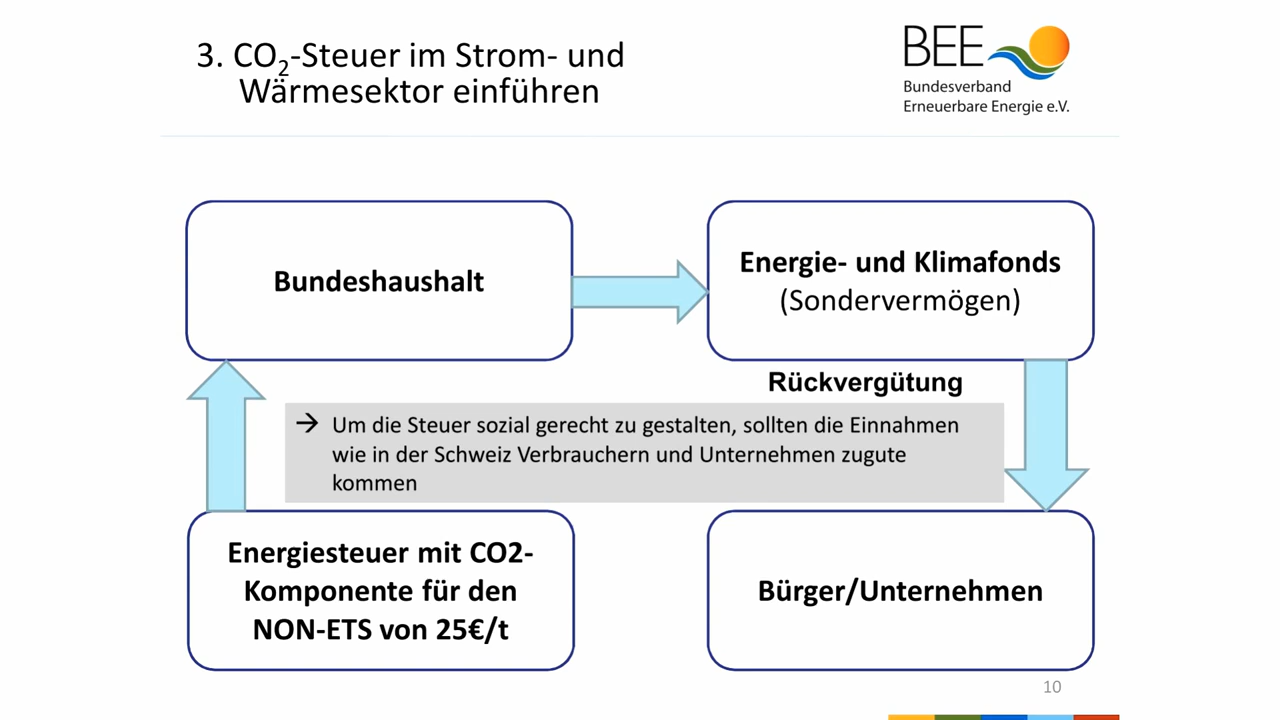 3. CO₂-Steuer im Strom- und
Wärmesektor einführen
BEE
Bundesverband
Erneuerbare Energie e.V.
Bundeshaushalt
Energie- und Klimafonds
(Sondervermögen)
Rückvergütung
→ Um die Steuer sozial gerecht zu gestalten, sollten die Einnahmen
wie in der Schweiz Verbrauchern und Unternehmen zugute
kommen
Energiesteuer mit CO2-
Komponente für den
NON-ETS von 25€/t
Bürger/Unternehmen
10